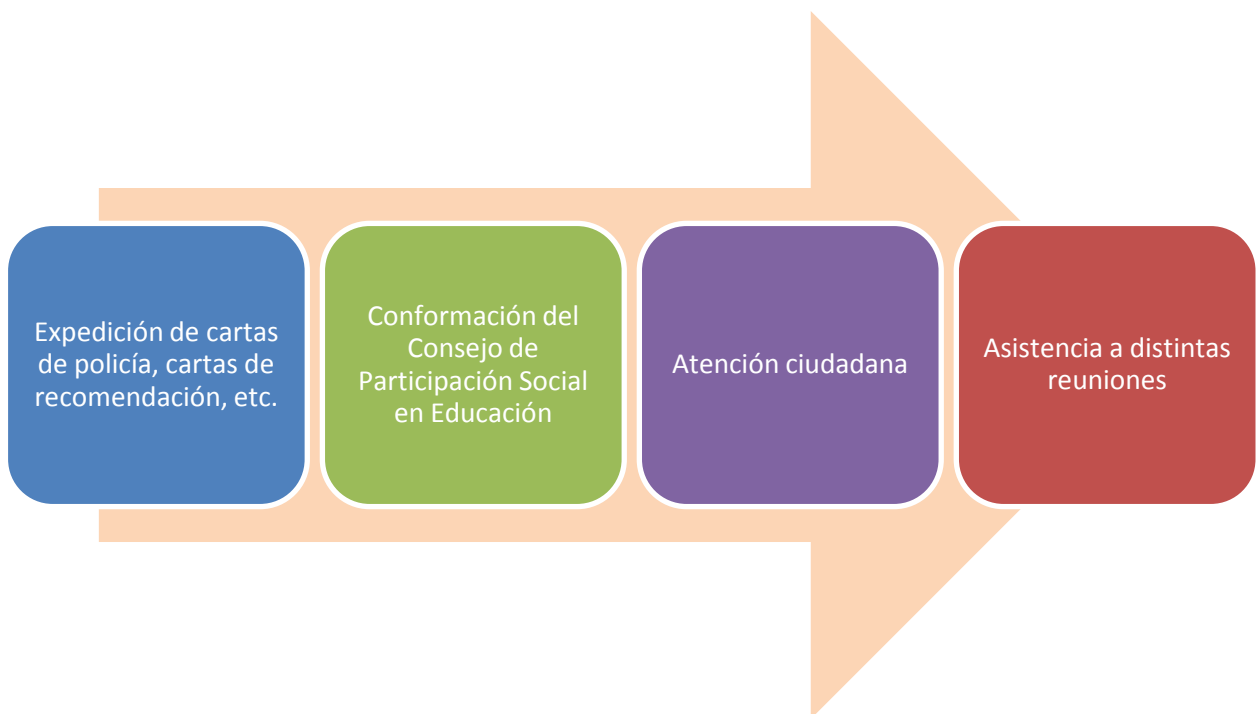 Expedición de cartas
de policía, cartas de
recomendación, etc.
Conformación del
Consejo de
Participación Social
en Educación
Atención ciudadana
Asistencia a distintas
reuniones